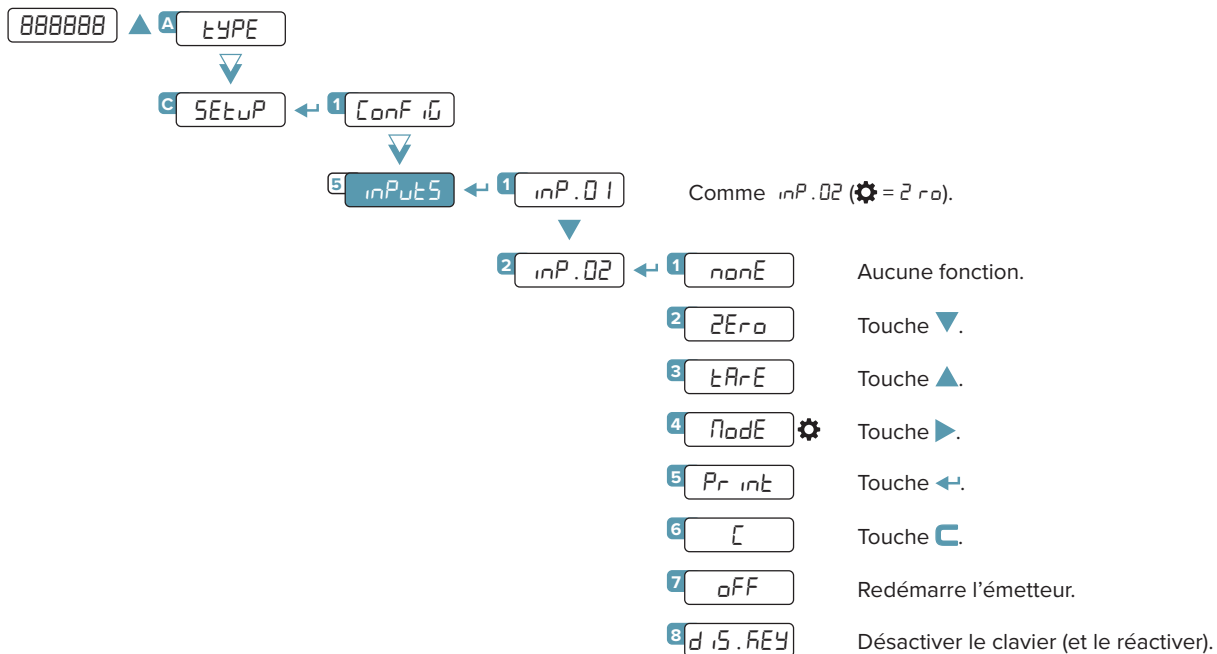 888888 A tYPE
C SEtuP 1 ConFiG
5 inPutS 1 inP.01 Comme inP.02 (= 2ro).
2 inP.02 1 nonE Aucune fonction.
2 2Ero Touche ▼.
3 tArE Touche ▲.
4 ModE Touche ▶.
5 Print Touche ↵.
6 C Touche C.
7 oFF Redémarre l'émetteur.
8 diS.KEY Désactiver le clavier (et le réactiver).